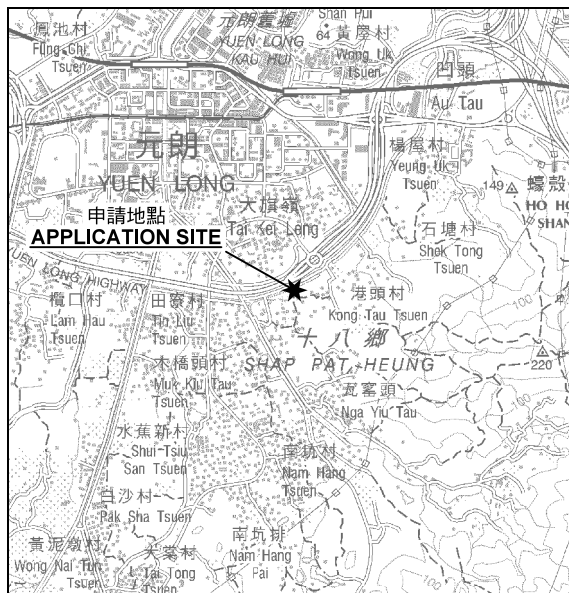 鳳池村
Fung Chi
Tsuen
元朗舊墟
YUEN LONG
KAU HUI
Shan Pui
64
黃屋村
Wong Uk
Tsuen
凹頭
Au Tau
元朗
YUEN LONG
楊屋村
Yeung Uk
Tsuen
149
蠔殼
HO HO
SHAN
大旗嶺
Tai Kei Leng
申請地點
APPLICATION SITE
石塘村
Shek Tong
Tsuen
YUEN LONG HIGHWAY
欖口村
Lam Hau
Tsuen
田寮村
Tin Liu
Tsuen
港頭村
Kong Tau Tsuen
100
十八鄉
SHAP PAT HEUNG
220
木橋頭村
Muk Kiu Tau
Tsuen
瓦窰頭
Nga Yiu Tau
水蕉新村
Shui Tsiu
San Tsuen
南坑村
Nam Hang
Tsuen
白沙村
Pak Sha Tsuen
黃泥墩村
Wong Nai Tun
Tsuen
大棠村
Tai Tong
Tsuen
南坑排
Nam Hang
Pai
100